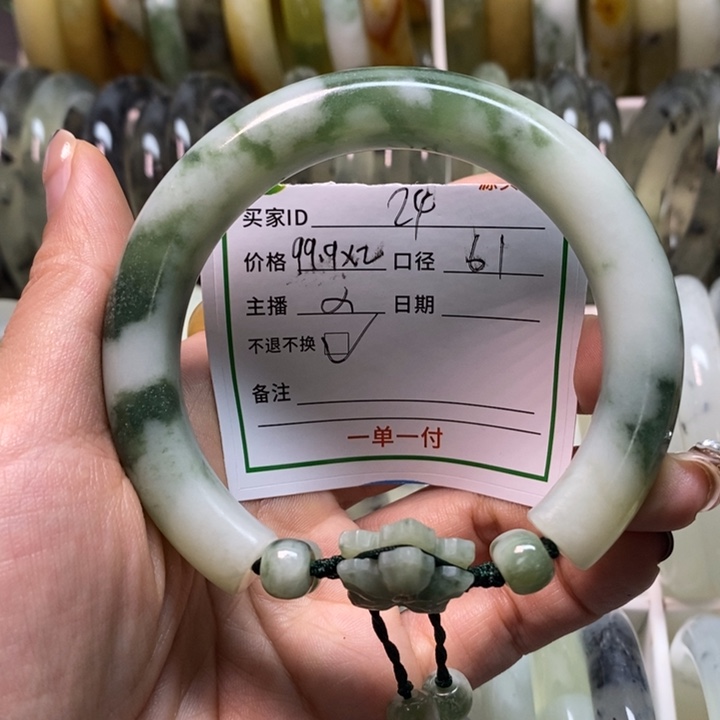 买家ID 24
价格 99.9x2 口径 61
主播 日期
不退不换
备注
一单一付